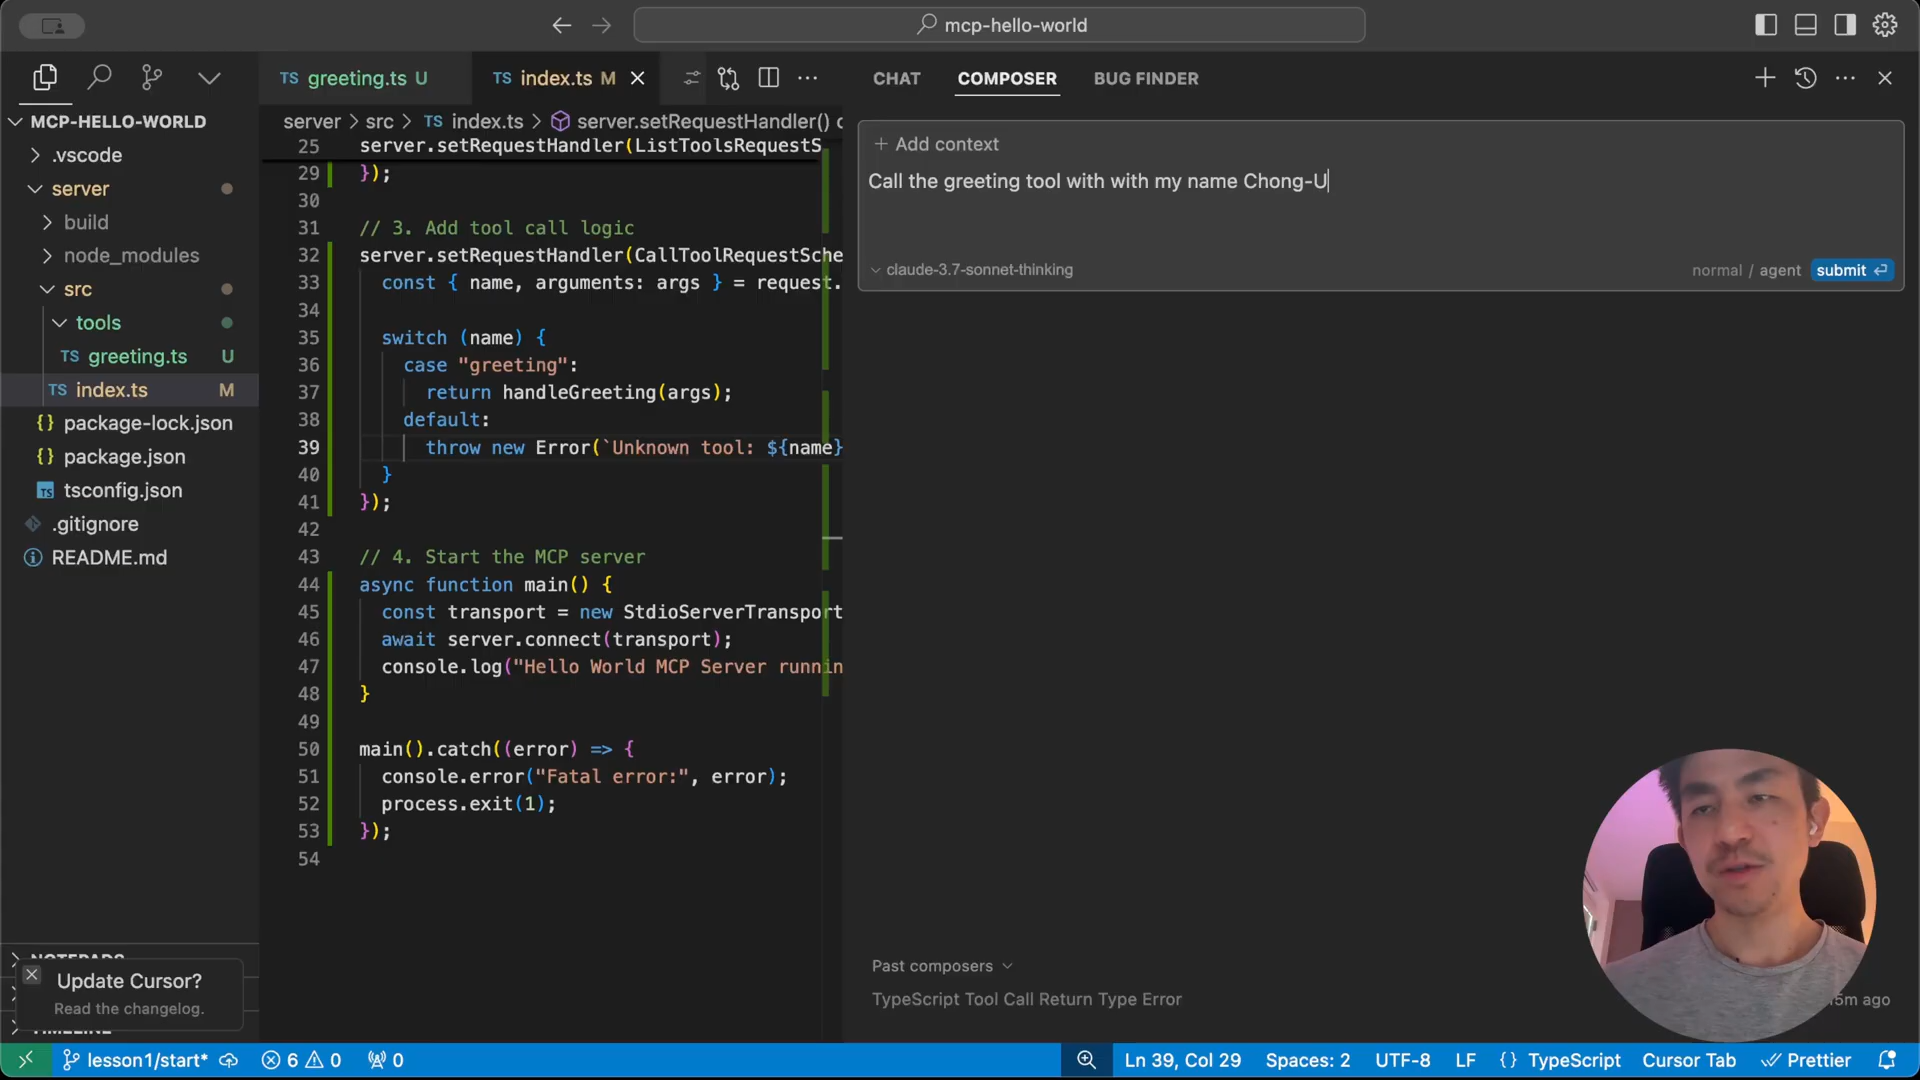 mcp-hello-world
greeting.ts U
index.ts M
CHAT
COMPOSER
BUG FINDER
MCP-HELLO-WORLD
.vscode
server
build
node_modules
src
tools
TS greeting.ts U
TS index.ts M
package-lock.json
package.json
tsconfig.json
.gitignore
README.md
Update Cursor?
Read the changelog.
server > src > TS index.ts > server.setRequestHandler()
25 server.setRequestHandler(ListToolsRequestS
29 });
30
31 // 3. Add tool call logic
32 server.setRequestHandler(CallToolRequestSche
33 const { name, arguments: args } = request.
34
35 switch (name) {
36 case "greeting":
37 return handleGreeting(args);
38 default:
39 throw new Error(`Unknown tool: ${name}
40 }
41 });
42
43 // 4. Start the MCP server
44 async function main() {
45 const transport = new StdioServerTransport
46 await server.connect(transport);
47 console.log("Hello World MCP Server runnin
48 }
49
50 main().catch((error) => {
51 console.error("Fatal error:", error);
52 process.exit(1);
53 });
54
+ Add context
Call the greeting tool with with my name Chong-U
claude-3.7-sonnet-thinking
normal / agent submit
Past composers
TypeScript Tool Call Return Type Error
5m ago
lesson1/start* 6 0 0
Ln 39, Col 29 Spaces: 2 UTF-8 LF {} TypeScript Cursor Tab Prettier